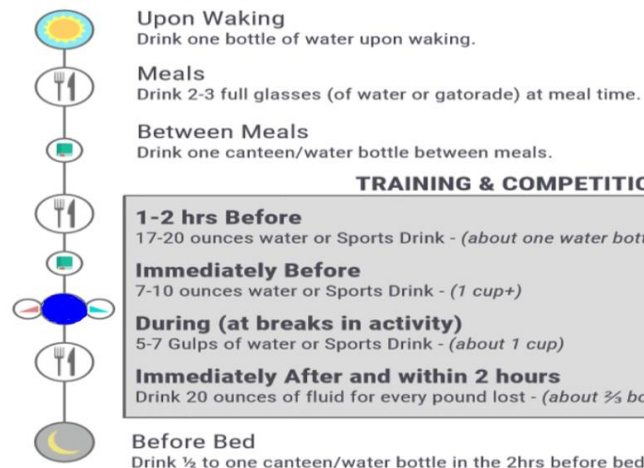 Upon Waking
Drink one bottle of water upon waking.
Meals
Drink 2-3 full glasses (of water or gatorade) at meal time.
Between Meals
Drink one canteen/water bottle between meals.
TRAINING & COMPETITIO
1-2 hrs Before
17-20 ounces water or Sports Drink - (about one water bott
Immediately Before
7-10 ounces water or Sports Drink - (1 cup+)
During (at breaks in activity)
5-7 Gulps of water or Sports Drink - (about 1 cup)
Immediately After and within 2 hours
Drink 20 ounces of fluid for every pound lost - (about ⅔ bo
Before Bed
Drink ½ to one canteen/water bottle in the 2hrs before bed